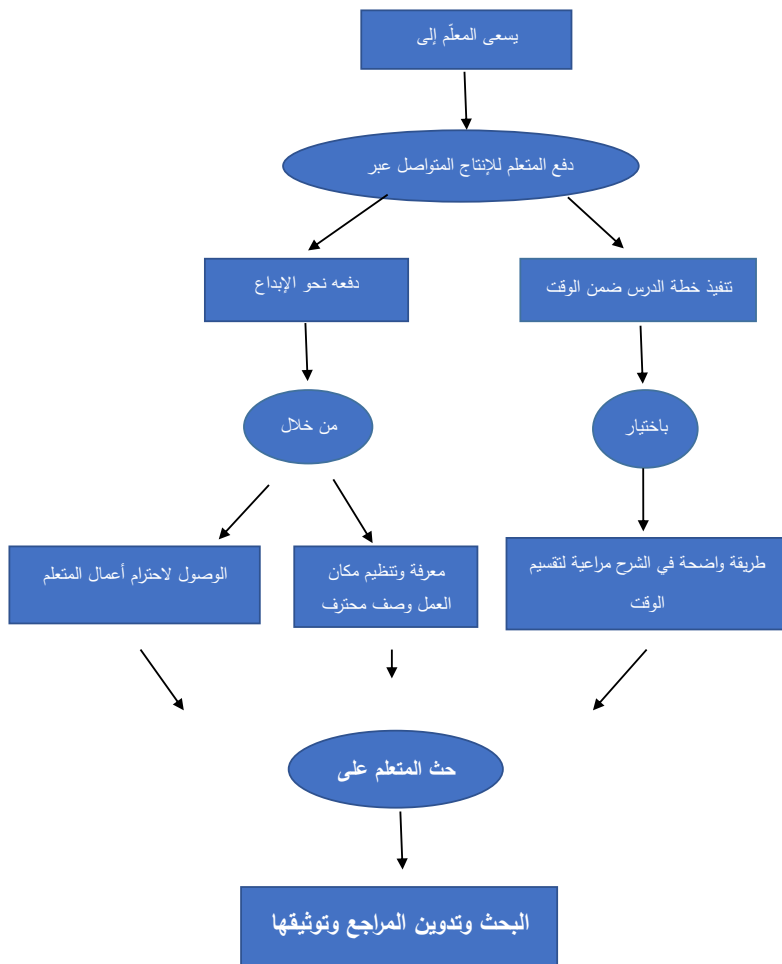 يسعى المعلّم إلى
دفع المتعلم للإنتاج المتواصل عبر
تنفيذ خطة الدرس ضمن الوقت
دفعه نحو الإبداع
باختيار
من خلال
طريقة واضحة في الشرح مراعية لتقسيم
الوقت
معرفة وتنظيم مكان
العمل وصف محترف
الوصول لاحترام أعمال المتعلم
حث المتعلم على
البحث وتدوين المراجع وتوثيقها